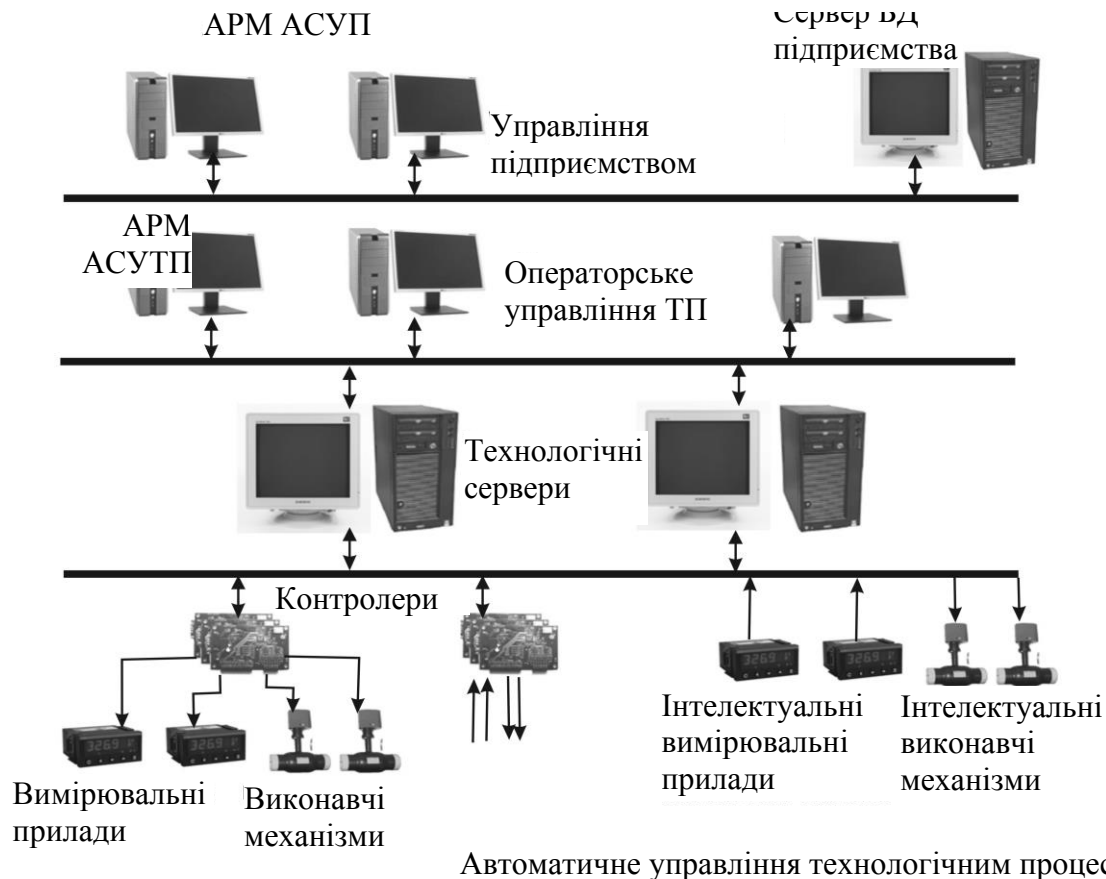 АРМ АСУП
Сервер БД
підприємства
Управління
підприємством
АРМ
АСУТП
Операторське
управління ТП
Технологічні
сервери
Контролери
Вимірювальні
прилади
Виконавчі
механізми
Інтелектуальні
вимірювальні
прилади
Інтелектуальні
виконавчі
механізми
Автоматичне управління технологічним процес